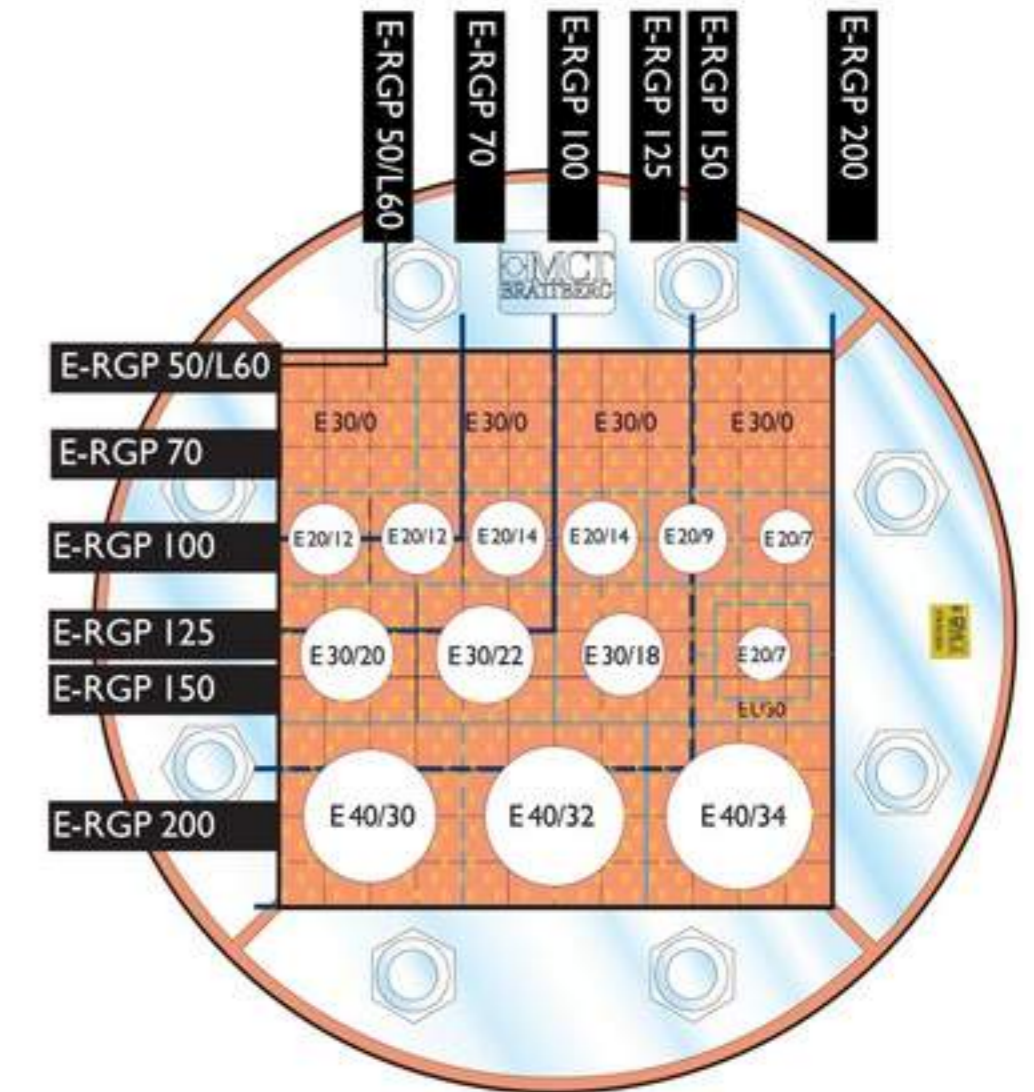 E-RGP 50/L60
E-RGP 70
E-RGP 100
E-RGP 125
E-RGP 150
E-RGP 200
MCT
BRATTBERG
E-RGP 50/L60
E-RGP 70
E-RGP 100
E-RGP 125
E-RGP 150
E-RGP 200
E 30/0 E 30/0 E 30/0 E 30/0
E 20/12 E 20/12 E 20/14 E 20/14 E 20/9 E 20/7
E 30/20 E 30/22 E 30/18 E 20/7
E 40/30 E 40/32 E 40/34